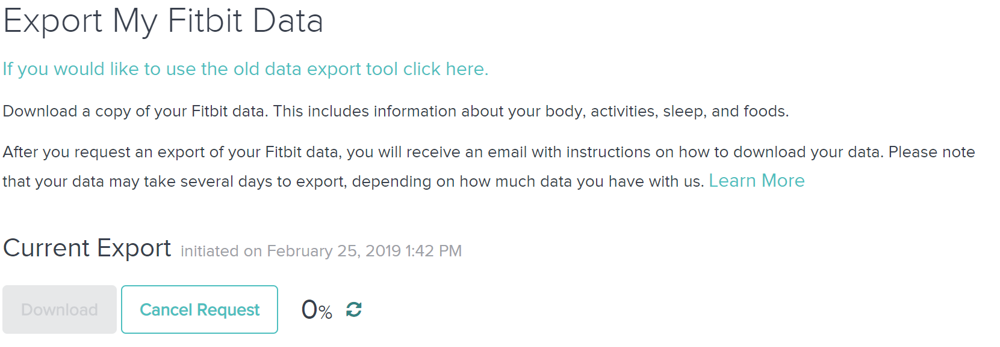 Export My Fitbit Data
If you would like to use the old data export tool click here.
Download a copy of your Fitbit data. This includes information about your body, activities, sleep, and foods.
After you request an export of your Fitbit data, you will receive an email with instructions on how to download your data. Please note
that your data may take several days to export, depending on how much data you have with us. Learn More
Current Export initiated on February 25, 2019 1:42 PM
Download Cancel Request 0%